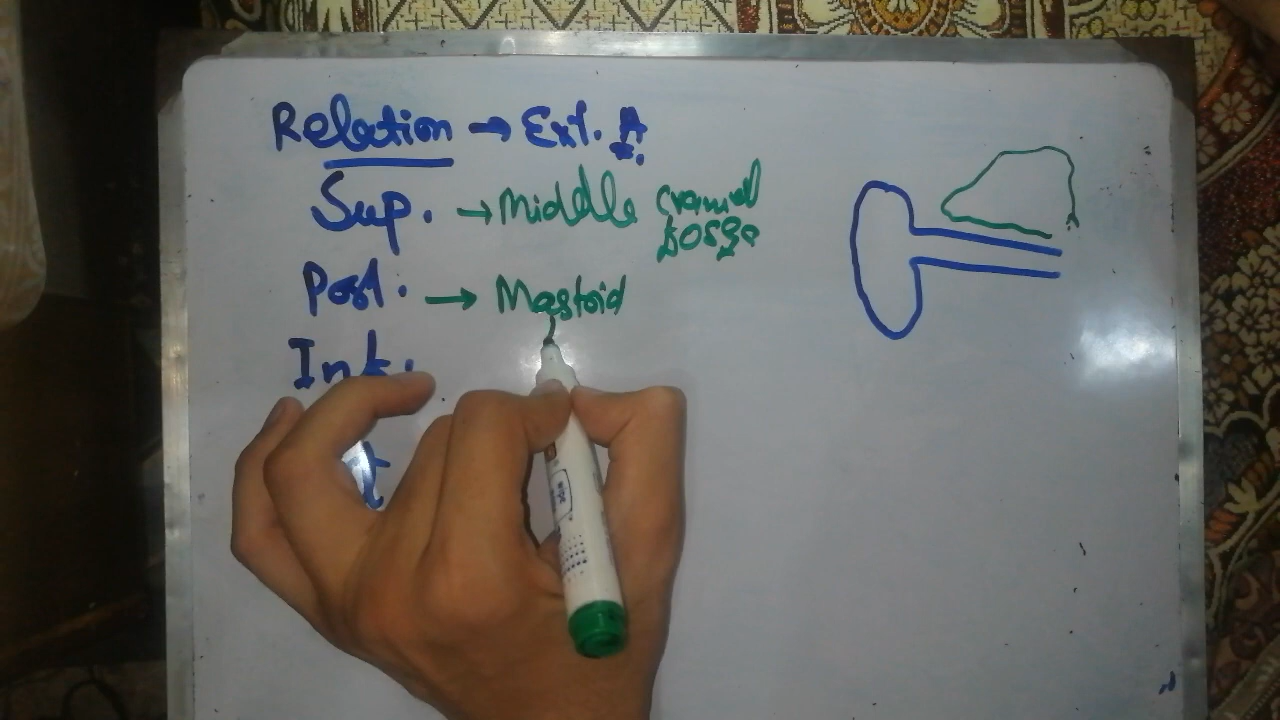 Relation → Ext. A.
Sup. → Middle cranial
fossa
Post. → Mastoid
Int.